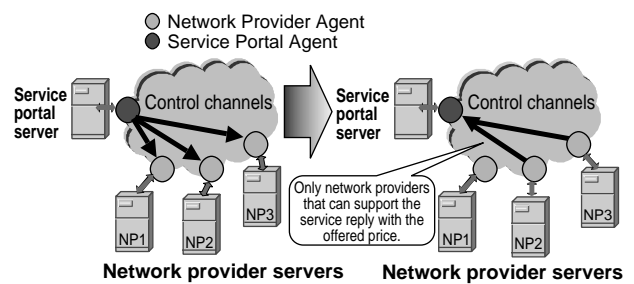 Network Provider Agent
Service Portal Agent
Service
portal
server
Control channels
NP1
NP2
NP3
Network provider servers
Service
portal
server
Control channels
Only network providers
that can support the
service reply with the
offered price.
NP1
NP2
NP3
Network provider servers